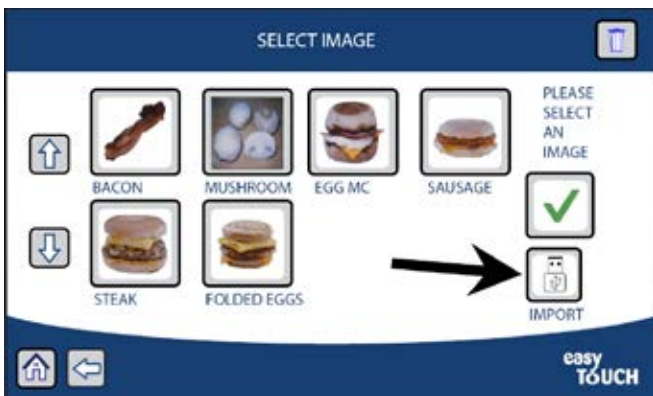 SELECT IMAGE
PLEASE
SELECT
AN
IMAGE
BACON MUSHROOM EGG MC SAUSAGE
STEAK FOLDED EGGS
IMPORT
easy
TOUCH